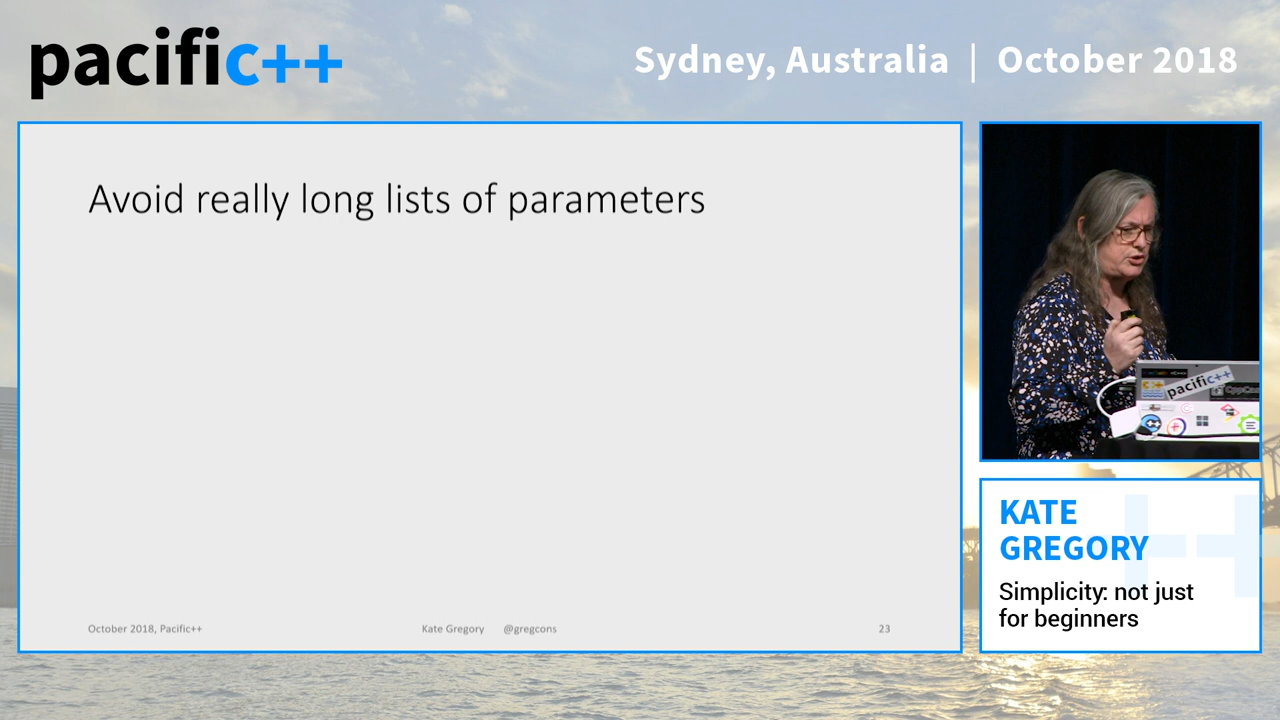 pacific++
Sydney, Australia | October 2018
Avoid really long lists of parameters
October 2018, Pacific++ Kate Gregory @gregcons 23
pacific++
KATE
GREGORY
Simplicity: not just
for beginners